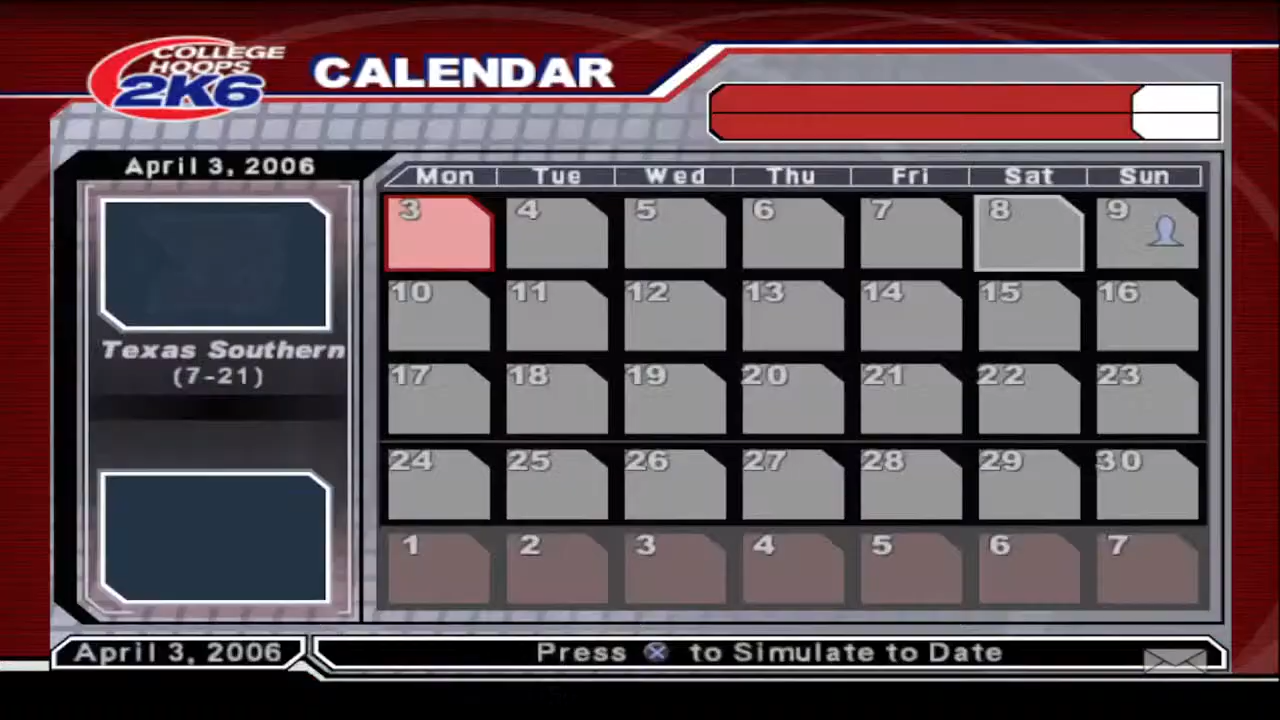 COLLEGE
HOOPS
2K6
CALENDAR
April 3, 2006
Mon Tue Wed Thu Fri Sat Sun
3 4 5 6 7 8 9
Texas Southern
(7-21)
10 11 12 13 14 15 16
17 18 19 20 21 22 23
24 25 26 27 28 29 30
1 2 3 4 5 6 7
April 3, 2006
Press X to Simulate to Date